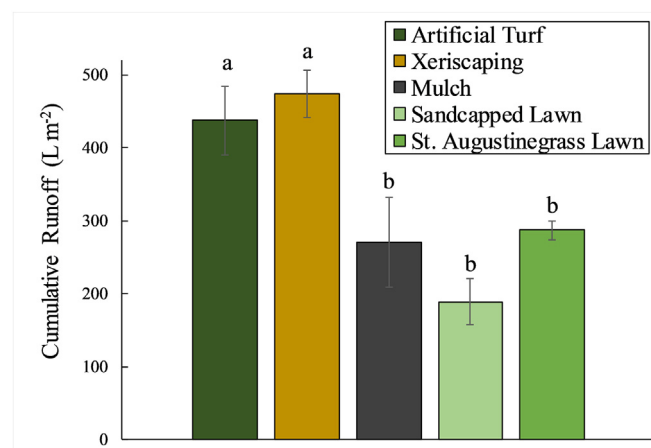 Artificial Turf
Xeriscaping
Mulch
Sandcapped Lawn
St. Augustinegrass Lawn
Cumulative Runoff (L m-2)
500
400
300
200
100
0
a
a
b
b
b